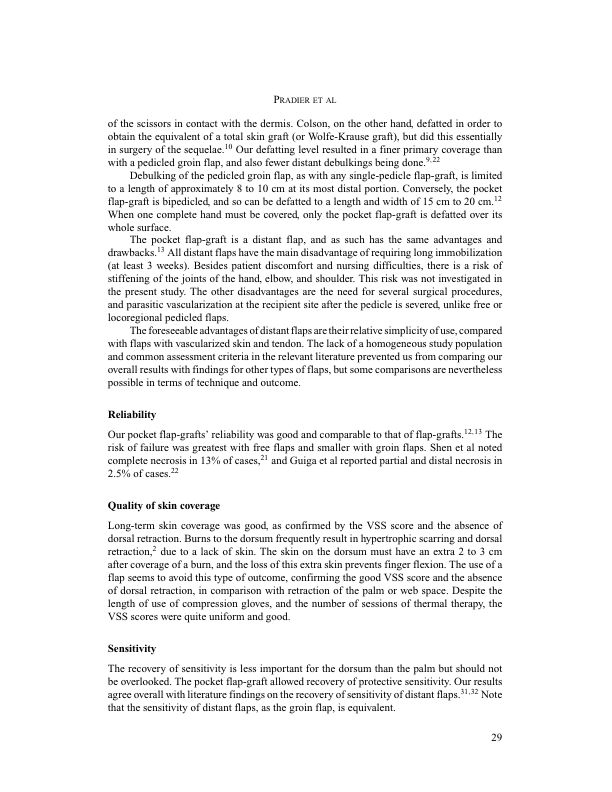 PRADIER ET AL
of the scissors in contact with the dermis. Colson, on the other hand, defatted in order to
obtain the equivalent of a total skin graft (or Wolfe-Krause graft), but did this essentially
in surgery of the sequelae.10 Our defatting level resulted in a finer primary coverage than
with a pedicled groin flap, and also fewer distant debulkings being done.9,22
Debulking of the pedicled groin flap, as with any single-pedicle flap-graft, is limited
to a length of approximately 8 to 10 cm at its most distal portion. Conversely, the pocket
flap-graft is bipedicled, and so can be defatted to a length and width of 15 cm to 20 cm.12
When one complete hand must be covered, only the pocket flap-graft is defatted over its
whole surface.
The pocket flap-graft is a distant flap, and as such has the same advantages and
drawbacks.13 All distant flaps have the main disadvantage of requiring long immobilization
(at least 3 weeks). Besides patient discomfort and nursing difficulties, there is a risk of
stiffening of the joints of the hand, elbow, and shoulder. This risk was not investigated in
the present study. The other disadvantages are the need for several surgical procedures,
and parasitic vascularization at the recipient site after the pedicle is severed, unlike free or
locoregional pedicled flaps.
The foreseeable advantages of distant flaps are their relative simplicity of use, compared
with flaps with vascularized skin and tendon. The lack of a homogeneous study population
and common assessment criteria in the relevant literature prevented us from comparing our
overall results with findings for other types of flaps, but some comparisons are nevertheless
possible in terms of technique and outcome.
Reliability
Our pocket flap-grafts' reliability was good and comparable to that of flap-grafts.12,13 The
risk of failure was greatest with free flaps and smaller with groin flaps. Shen et al noted
complete necrosis in 13% of cases,21 and Guiga et al reported partial and distal necrosis in
2.5% of cases.22
Quality of skin coverage
Long-term skin coverage was good, as confirmed by the VSS score and the absence of
dorsal retraction. Burns to the dorsum frequently result in hypertrophic scarring and dorsal
retraction,2 due to a lack of skin. The skin on the dorsum must have an extra 2 to 3 cm
after coverage of a burn, and the loss of this extra skin prevents finger flexion. The use of a
flap seems to avoid this type of outcome, confirming the good VSS score and the absence
of dorsal retraction, in comparison with retraction of the palm or web space. Despite the
length of use of compression gloves, and the number of sessions of thermal therapy, the
VSS scores were quite uniform and good.
Sensitivity
The recovery of sensitivity is less important for the dorsum than the palm but should not
be overlooked. The pocket flap-graft allowed recovery of protective sensitivity. Our results
agree overall with literature findings on the recovery of sensitivity of distant flaps.31,32 Note
that the sensitivity of distant flaps, as the groin flap, is equivalent.
29